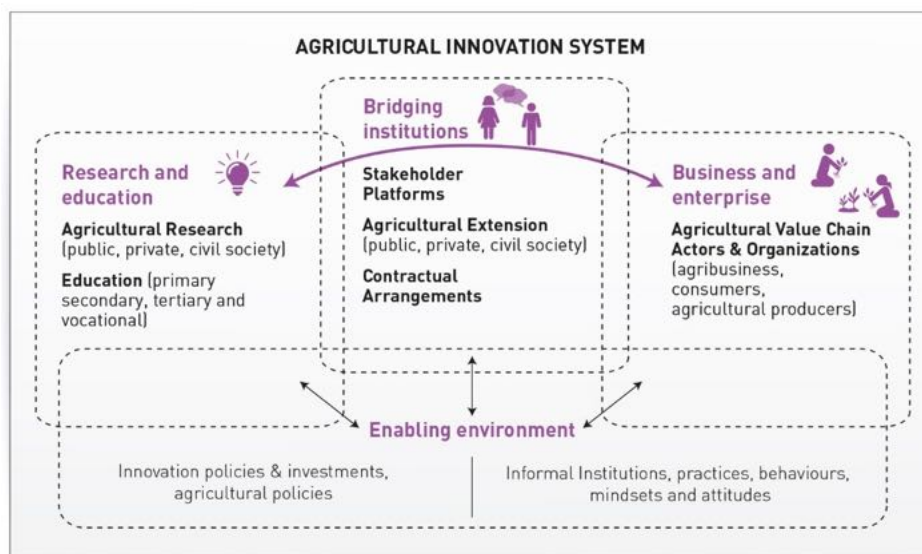 AGRICULTURAL INNOVATION SYSTEM
Bridging
institutions
Research and
education
Agricultural Research
(public, private, civil society)
Education (primary
secondary, tertiary and
vocational)
Stakeholder
Platforms
Agricultural Extension
(public, private, civil society)
Contractual
Arrangements
Business and
enterprise
Agricultural Value Chain
Actors & Organizations
(agribusiness,
consumers,
agricultural producers)
Enabling environment
Innovation policies & investments,
agricultural policies
Informal Institutions, practices, behaviours,
mindsets and attitudes